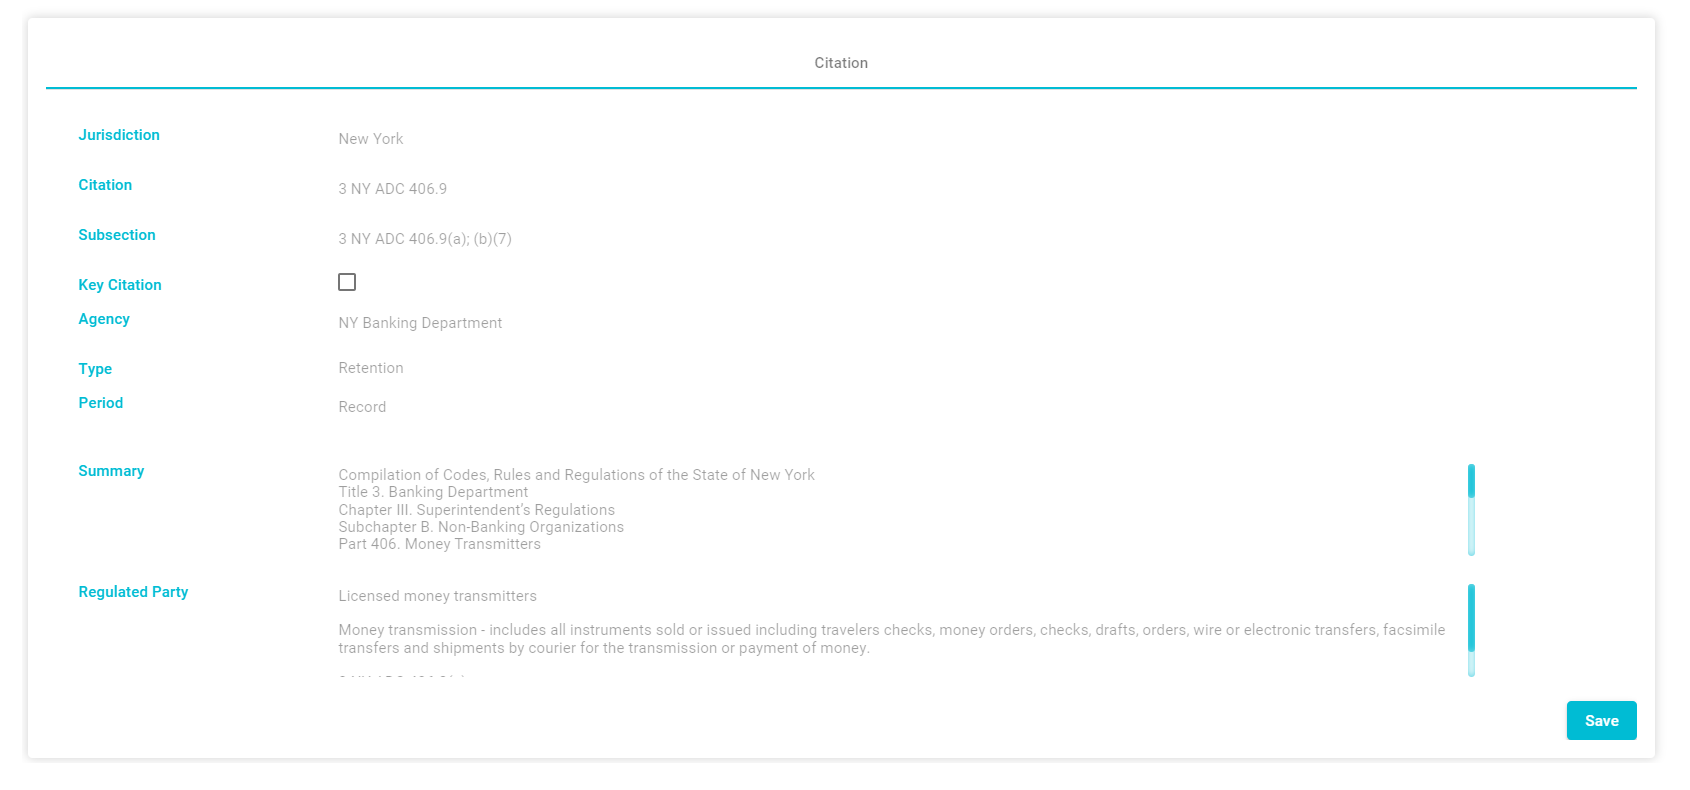 Citation
Jurisdiction
New York
Citation
3 NY ADC 406.9
Subsection
3 NY ADC 406.9(a); (b)(7)
Key Citation
Agency
NY Banking Department
Type
Retention
Period
Record
Summary
Compilation of Codes, Rules and Regulations of the State of New York
Title 3. Banking Department
Chapter III. Superintendent’s Regulations
Subchapter B. Non-Banking Organizations
Part 406. Money Transmitters
Regulated Party
Licensed money transmitters
Money transmission - includes all instruments sold or issued including travelers checks, money orders, checks, drafts, orders, wire or electronic transfers, facsimile
transfers and shipments by courier for the transmission or payment of money.
Save